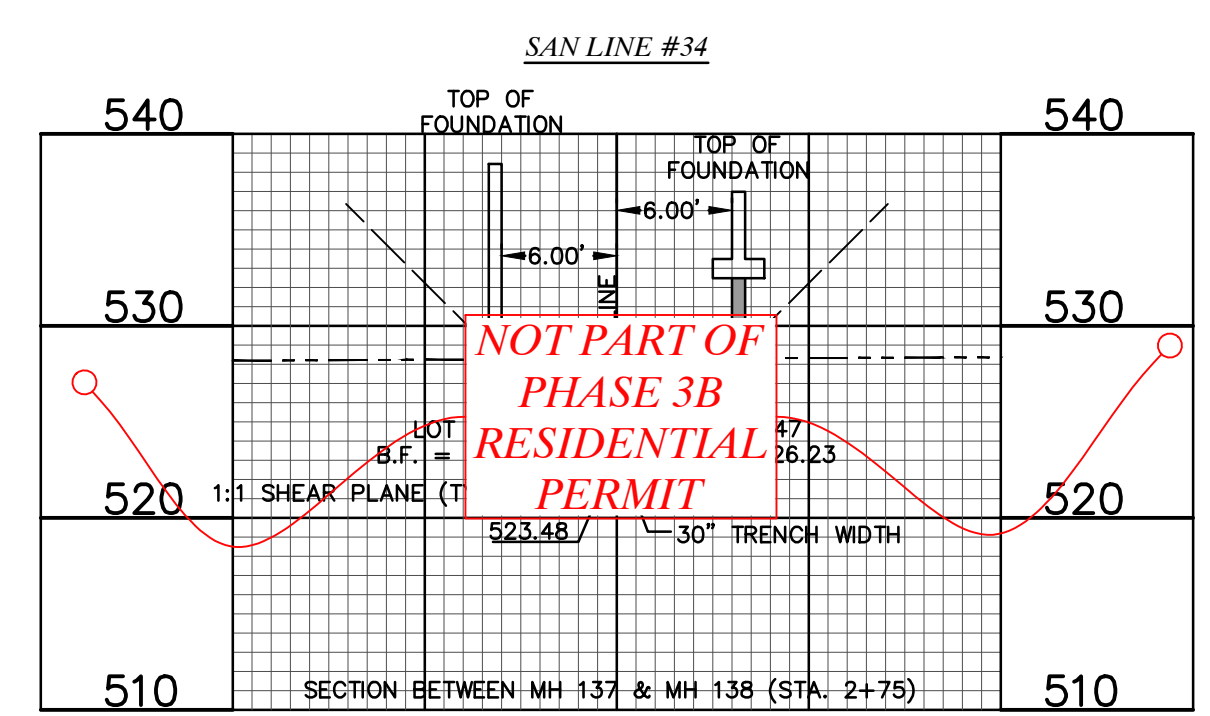 SAN LINE #34
TOP OF
FOUNDATION
540
540
TOP OF
FOUNDATION
6.00'
6.00'
530
530
NOT PART OF
PHASE 3B
RESIDENTIAL
PERMIT
LOT
47
B.F. =
26.23
1:1 SHEAR PLANE
520
520
523.48
30" TRENCH WIDTH
510
SECTION BETWEEN MH 137 & MH 138 (STA. 2+75)
510